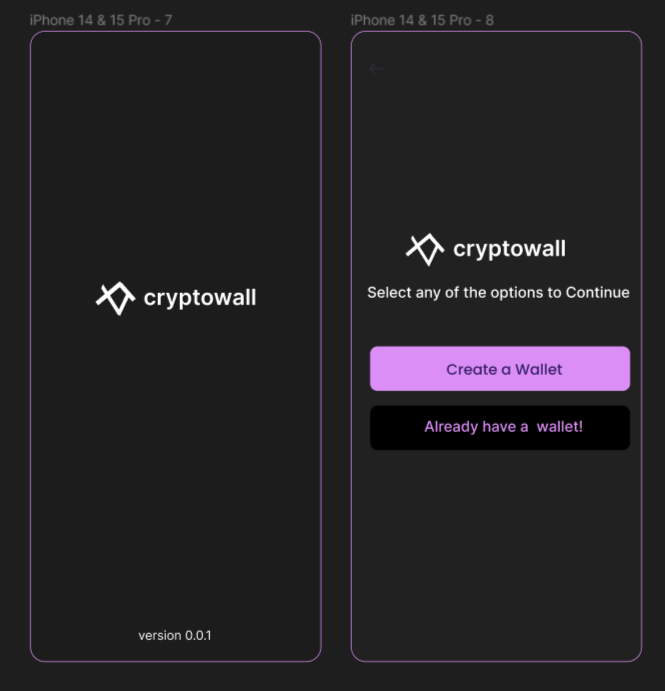 iPhone 14 & 15 Pro - 7
cryptowall
version 0.0.1
iPhone 14 & 15 Pro - 8
cryptowall
Select any of the options to Continue
Create a Wallet
Already have a  wallet!